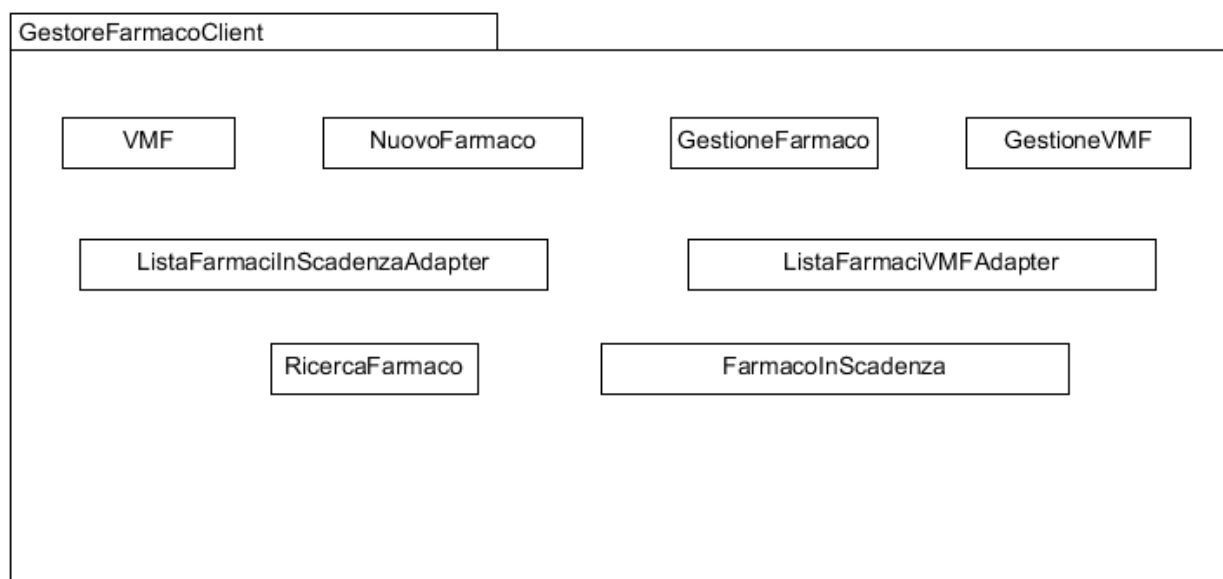 GestoreFarmacoClient
VMF
NuovoFarmaco
GestioneFarmaco
GestioneVMF
ListaFarmaciInScadenzaAdapter
ListaFarmaciVMFAdapter
RicercaFarmaco
FarmacoInScadenza